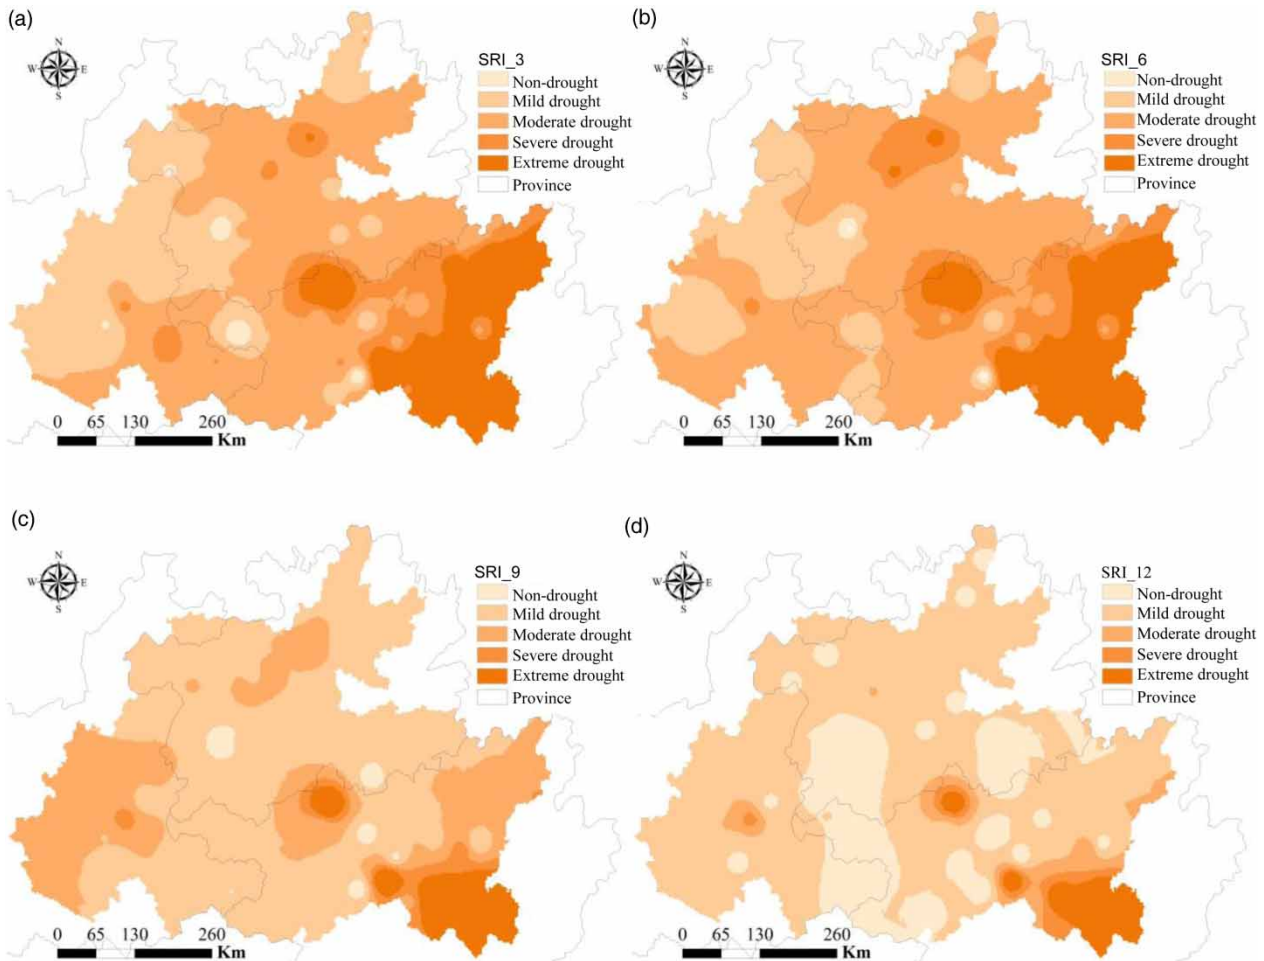 (a)
N
W E
S
SRI_3
Non-drought
Mild drought
Moderate drought
Severe drought
Extreme drought
Province
0 65 130 260
Km
(b)
N
W E
S
SRI_6
Non-drought
Mild drought
Moderate drought
Severe drought
Extreme drought
Province
0 65 130 260
Km
(c)
N
W E
S
SRI_9
Non-drought
Mild drought
Moderate drought
Severe drought
Extreme drought
Province
0 65 130 260
Km
(d)
N
W E
S
SRI_12
Non-drought
Mild drought
Moderate drought
Severe drought
Extreme drought
Province
0 65 130 260
Km